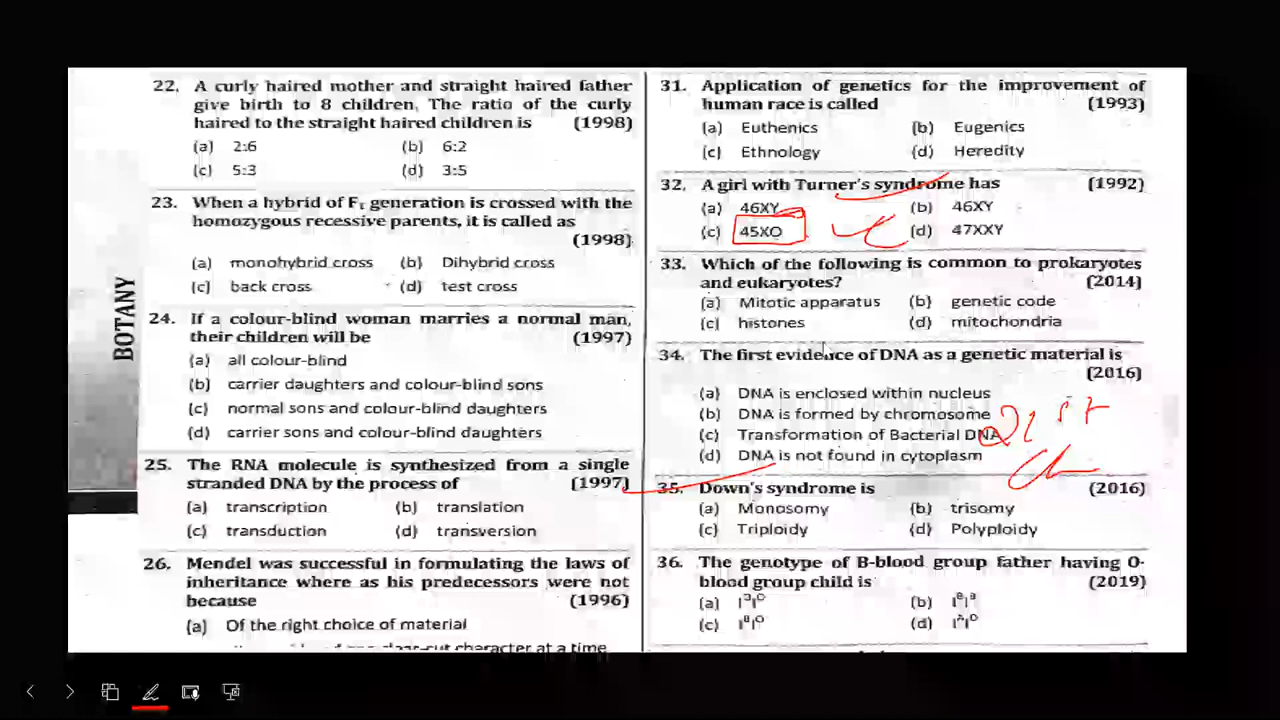 BOTANY
22. A curly haired mother and straight haired father
give birth to 8 children, The ratio of the curly
haired to the straight haired children is (1998)
(a) 2:6 (b) 6:2
(c) 5:3 (d) 3:5
23. When a hybrid of F₁ generation is crossed with the
homozygous recessive parents, it is called as
(1998)
(a) monohybrid cross (b) Dihybrid cross
(c) back cross (d) test cross
24. If a colour-blind woman marries a normal man,
their children will be (1997)
(a) all colour-blind
(b) carrier daughters and colour-blind sons
(c) normal sons and colour-blind daughters
(d) carrier sons and colour-blind daughters
25. The RNA molecule is synthesized from a single
stranded DNA by the process of (1997)
(a) transcription (b) translation
(c) transduction (d) transversion
26. Mendel was successful in formulating the laws of
inheritance where as his predecessors were not
because (1996)
(a) Of the right choice of material
character at a time
31. Application of genetics for the improvement of
human race is called (1993)
(a) Euthenics (b) Eugenics
(c) Ethnology (d) Heredity
32. A girl with Turner's syndrome has (1992)
(a) 46XY (b) 46XY
(c) 45XO (d) 47XXY
33. Which of the following is common to prokaryotes
and eukaryotes? (2014)
(a) Mitotic apparatus (b) genetic code
(c) histones (d) mitochondria
34. The first evidence of DNA as a genetic material is
(2016)
(a) DNA is enclosed within nucleus
(b) DNA is formed by chromosome
(c) Transformation of Bacterial DNA
(d) DNA is not found in cytoplasm
21st
35. Down's syndrome is (2016)
(a) Monosomy (b) trisomy
(c) Triploidy (d) Polyploidy
36. The genotype of B-blood group father having O-
blood group child is (2019)
(a) (b)
(c) (d)